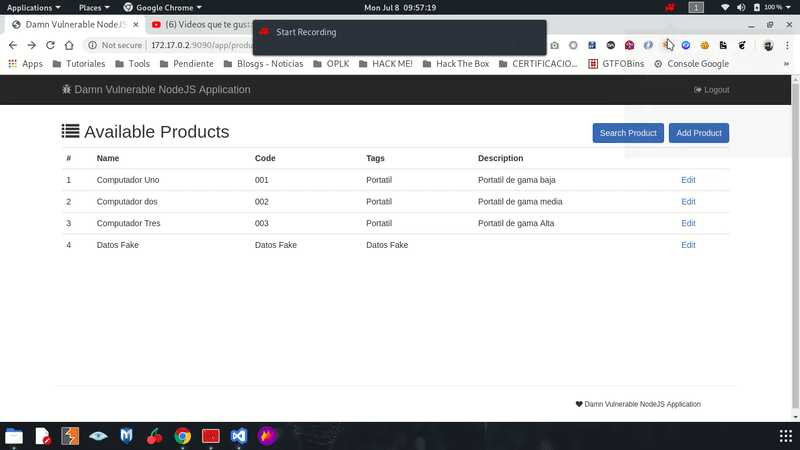 Applications Places Google Chrome Mon Jul 8 09:57:19 1 100 %
Damn Vulnerable NodeJS (6) Videos que te gusta
Start Recording
Not secure 172.17.0.2:9090/app/produ
Apps Tutoriales Tools Pendiente Blosgs - Noticias OPLK HACK ME! Hack The Box CERTIFICACIO... GTFOBins Console Google »
Damn Vulnerable NodeJS Application Logout
Available Products Search Product Add Product
# Name Code Tags Description
1 Computador Uno 001 Portatil Portatil de gama baja Edit
2 Computador dos 002 Portatil Portatil de gama media Edit
3 Computador Tres 003 Portatil Portatil de gama Alta Edit
4 Datos Fake Datos Fake Datos Fake Edit
Damn Vulnerable NodeJS Application